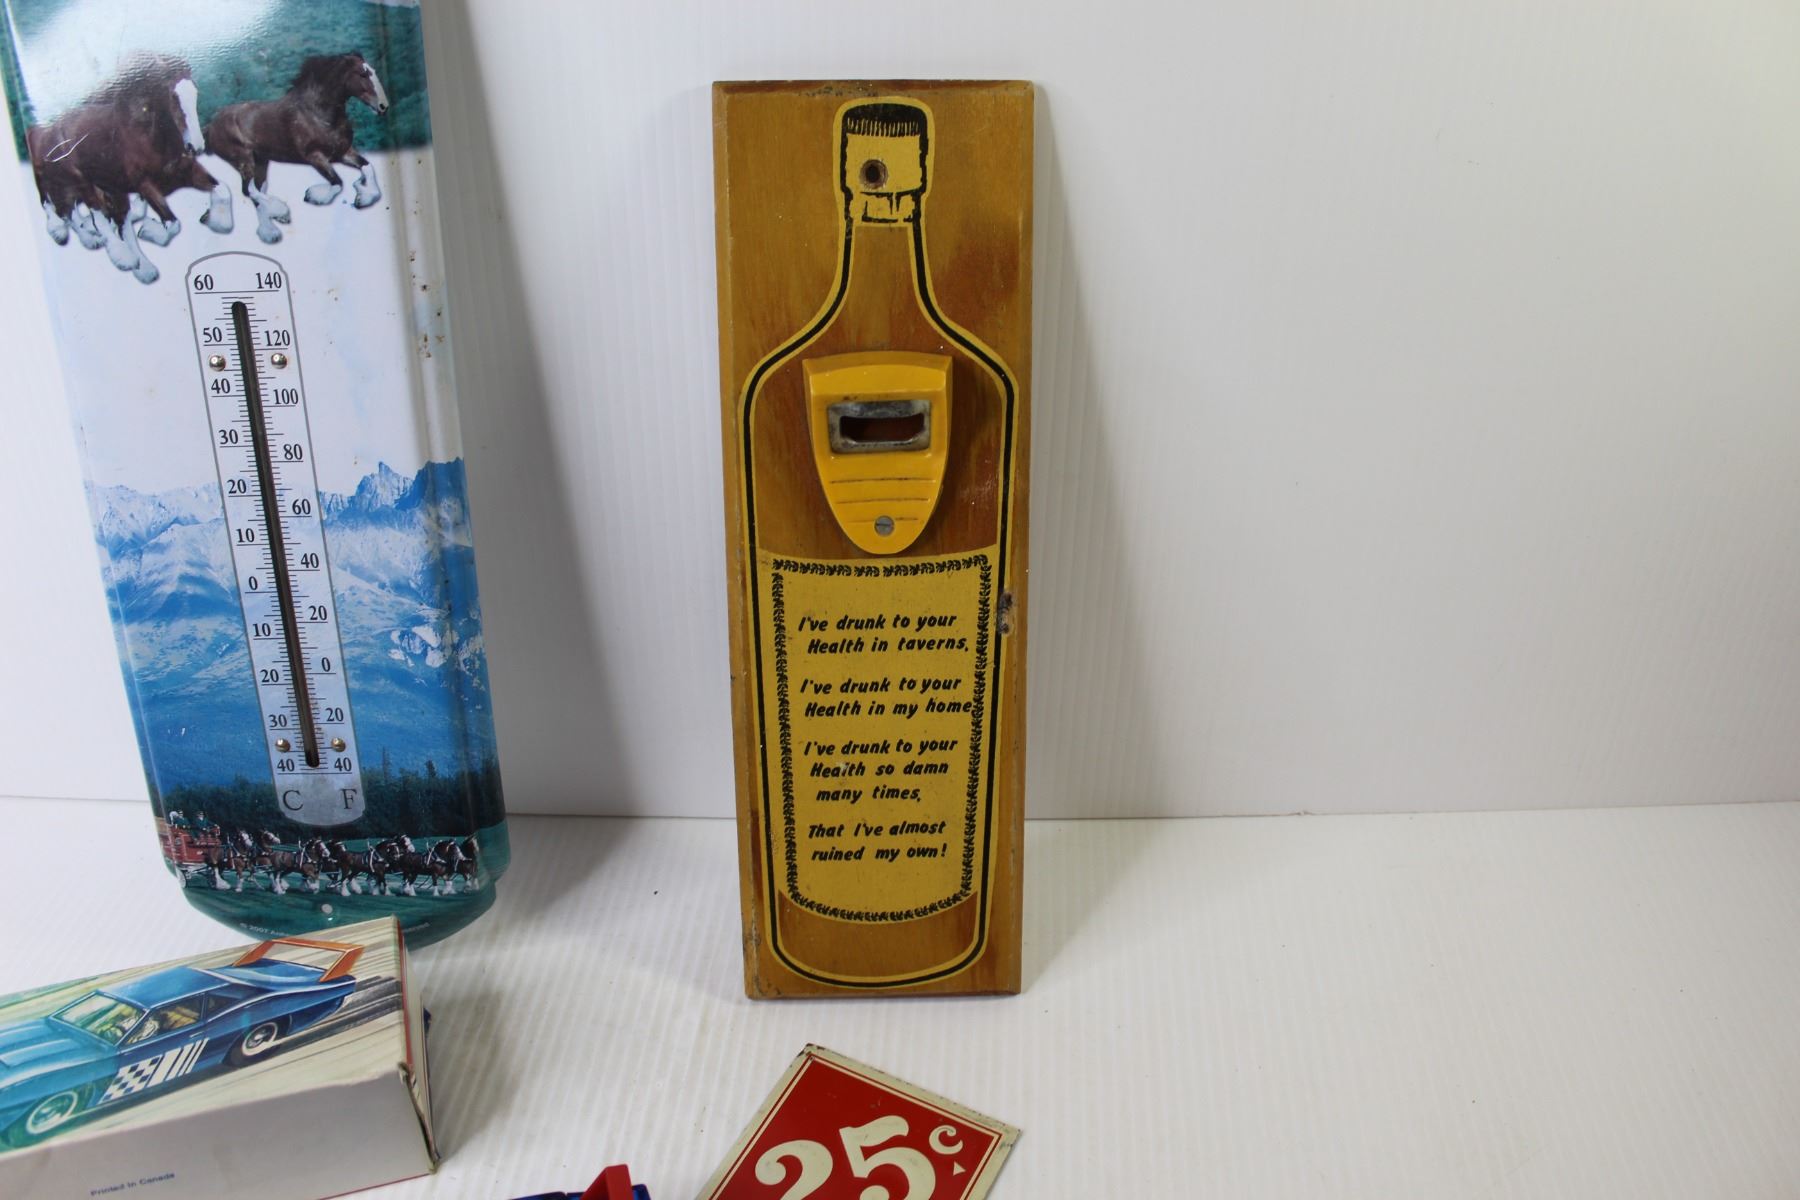 60 140
50 120
40 100
30 80
20 60
10 40
0 20
10 0
20 20
30 40
40
C F
© 2007
I've drunk to your
Health in taverns,
I've drunk to your
Health in my home
I've drunk to your
Health so damn
many times,
That I've almost
ruined my own!
Printed in Canada
25¢